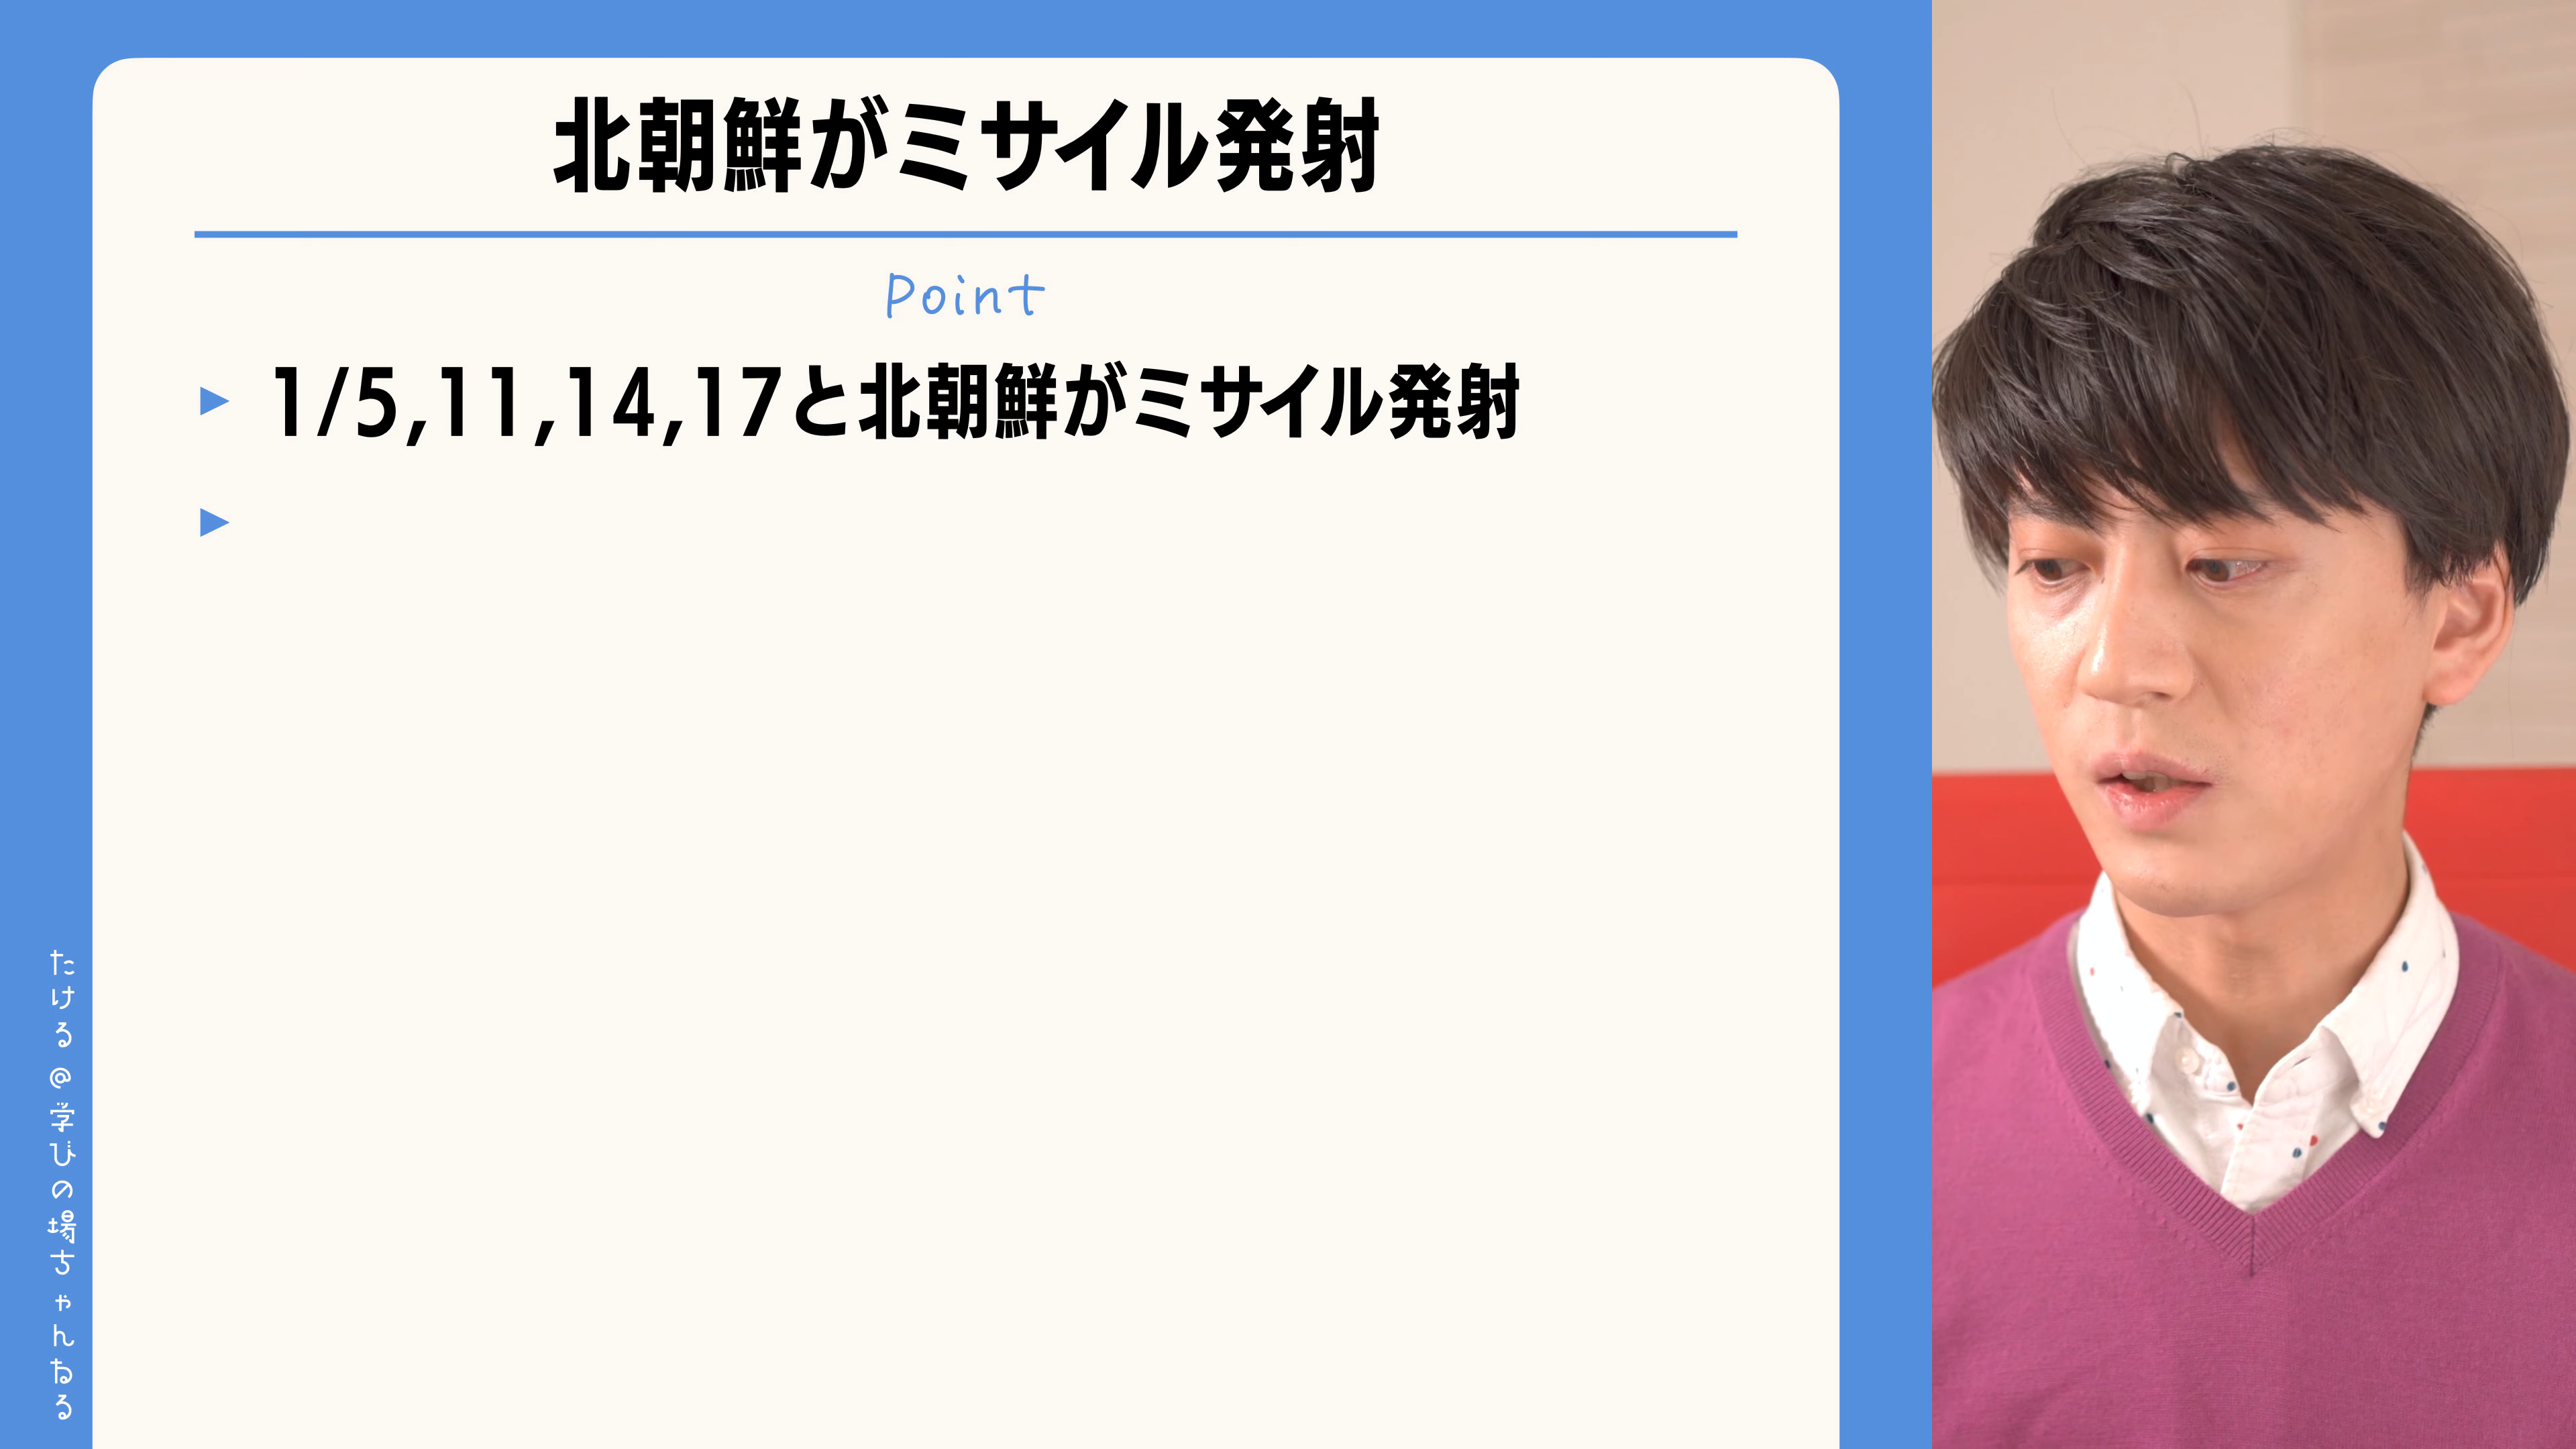 北朝鮮がミサイル発射
Point
▶ 1/5,11,14,17と北朝鮮がミサイル発射
▶
たける@学びの場ちゃんねる